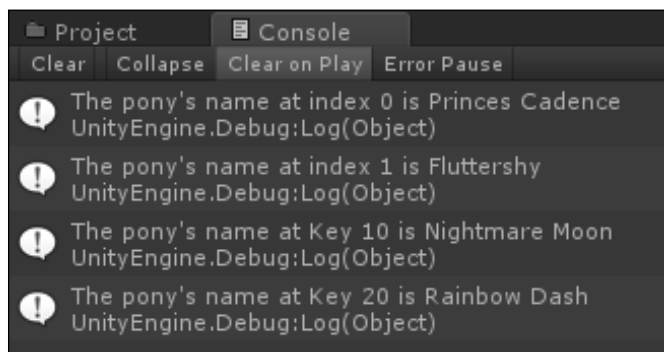 Project Console
Clear Collapse Clear on Play Error Pause
The pony's name at index 0 is Princes Cadence
UnityEngine.Debug:Log(Object)
The pony's name at index 1 is Fluttershy
UnityEngine.Debug:Log(Object)
The pony's name at Key 10 is Nightmare Moon
UnityEngine.Debug:Log(Object)
The pony's name at Key 20 is Rainbow Dash
UnityEngine.Debug:Log(Object)